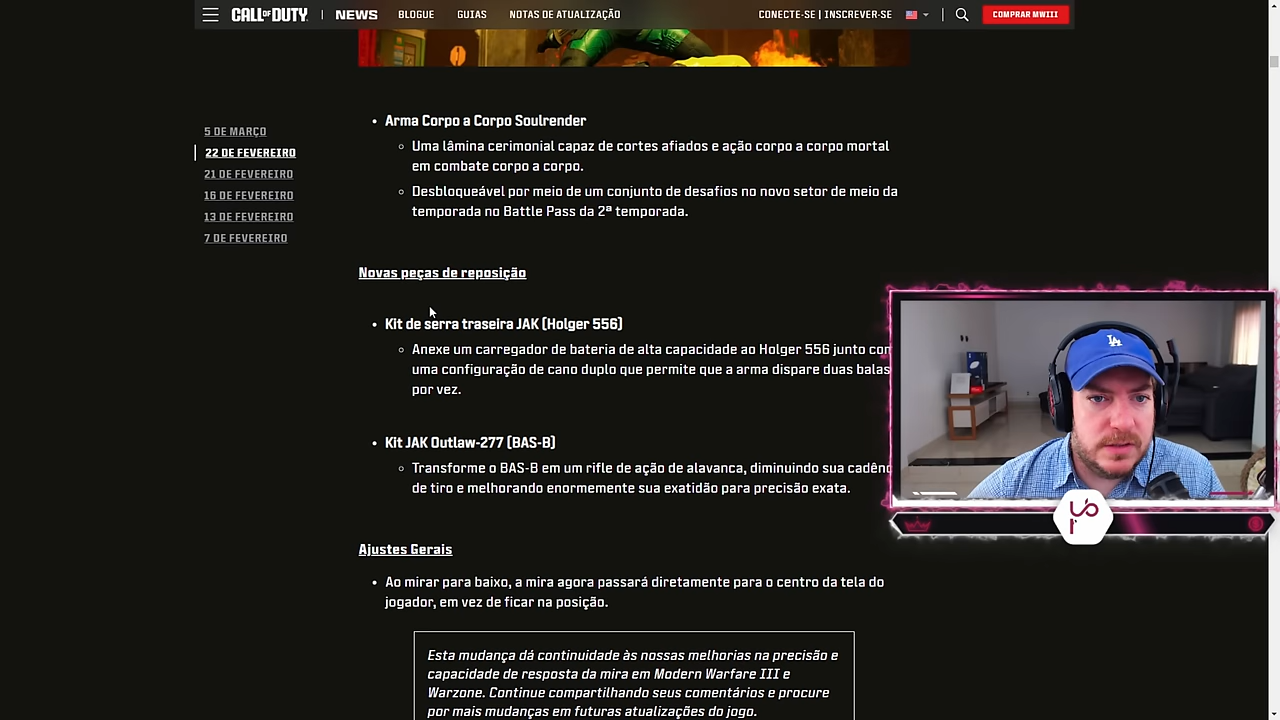 CALL OF DUTY. | NEWS BLOGUE GUIAS NOTAS DE ATUALIZAÇÃO CONECTE-SE | INSCREVER-SE COMPRAR MWIII
Arma Corpo a Corpo Soulrender
Uma lâmina cerimonial capaz de cortes afiados e ação corpo a corpo mortal
em combate corpo a corpo.
Desbloqueável por meio de um conjunto de desafios no novo setor de meio da
temporada no Battle Pass da 2ª temporada.
5 DE MARÇO
22 DE FEVEREIRO
21 DE FEVEREIRO
16 DE FEVEREIRO
13 DE FEVEREIRO
7 DE FEVEREIRO
Novas peças de reposição
Kit de serra traseira JAK (Holger 556)
Anexe um carregador de bateria de alta capacidade ao Holger 556 junto com
uma configuração de cano duplo que permite que a arma dispare duas balas
por vez.
Kit JAK Outlaw-277 (BAS-B)
Transforme o BAS-B em um rifle de ação de alavanca, diminuindo sua
de tiro e melhorando enormemente sua exatidão para precisão exata.
Ajustes Gerais
Ao mirar para baixo, a mira agora passará diretamente para o centro da tela do
jogador, em vez de ficar na posição.
Esta mudança dá continuidade às nossas melhorias na precisão e
capacidade de resposta da mira em Modern Warfare III e
Warzone. Continue compartilhando seus comentários e procure
por mais mudanças em futuras atualizações do jogo.
LA